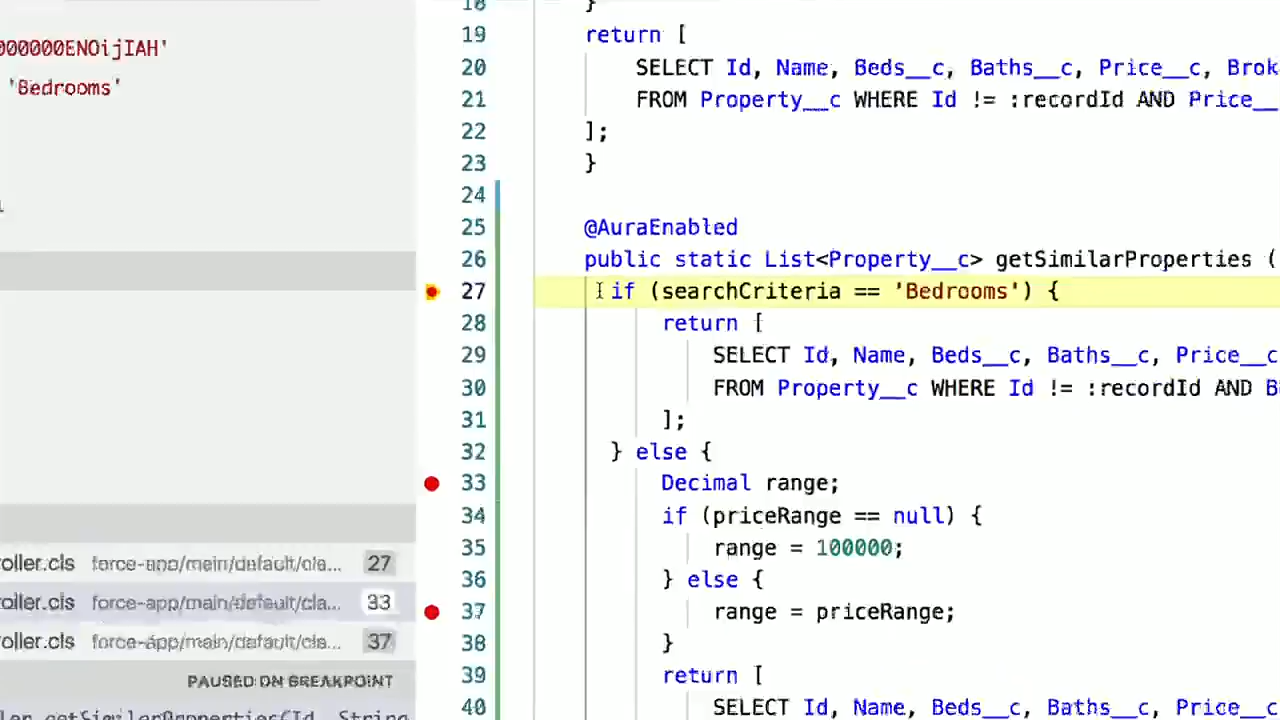 000000ENOijIAH'
'Bedrooms'
oller.cls force-app/main/default/cla... 27
oller.cls force-app/main/default/cla... 33
oller.cls force-app/main/default/cla... 37
PAUSED ON BREAKPOINT
ler.getSimilarProperties(Id, String
18 }
19 return [
20 SELECT Id, Name, Beds__c, Baths__c, Price__c, Brok
21 FROM Property__c WHERE Id != :recordId AND Price__
22 ];
23 }
24
25 @AuraEnabled
26 public static List<Property__c> getSimilarProperties (
27 if (searchCriteria == 'Bedrooms') {
28 return [
29 SELECT Id, Name, Beds__c, Baths__c, Price__c
30 FROM Property__c WHERE Id != :recordId AND B
31 ];
32 } else {
33 Decimal range;
34 if (priceRange == null) {
35 range = 100000;
36 } else {
37 range = priceRange;
38 }
39 return [
40 SELECT Id, Name, Beds__c, Baths__c, Price__c